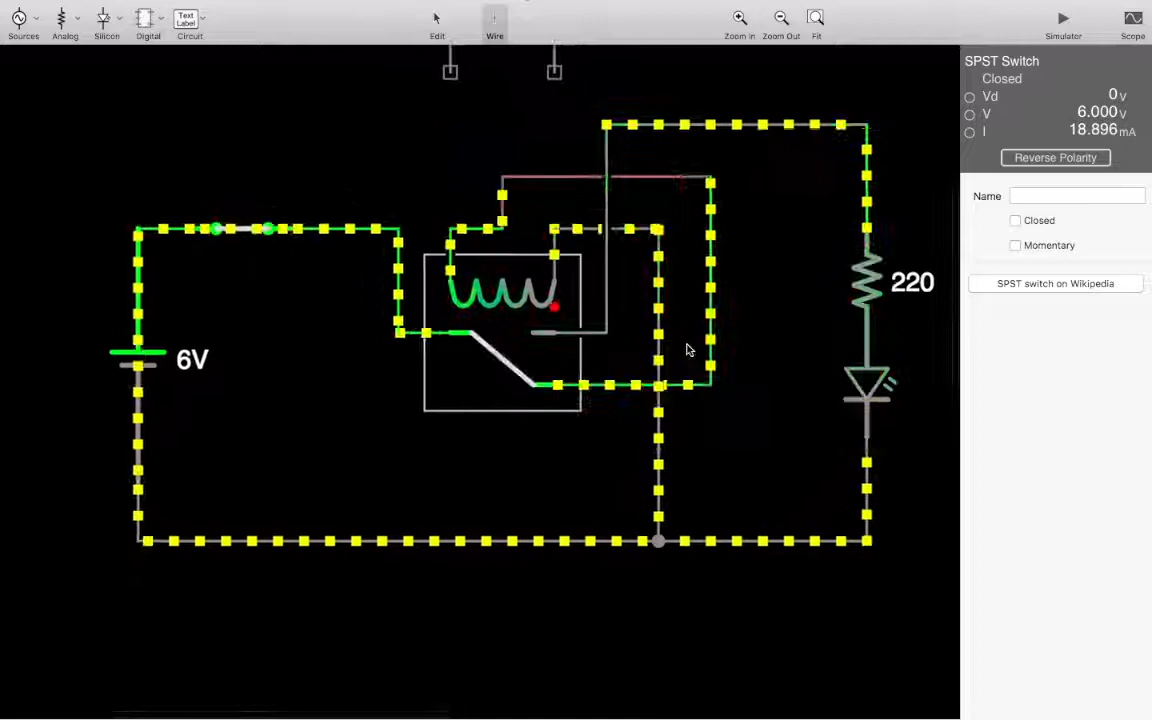 Text
Label
Sources
Analog
Silicon
Digital
Circuit
Edit
Wire
Zoom In
Zoom Out
Fit
Simulator
Scope
SPST Switch
Closed
Vd 0 V
V 6.000 V
I 18.896 mA
Reverse Polarity
Name
Closed
Momentary
SPST switch on Wikipedia
220
6V